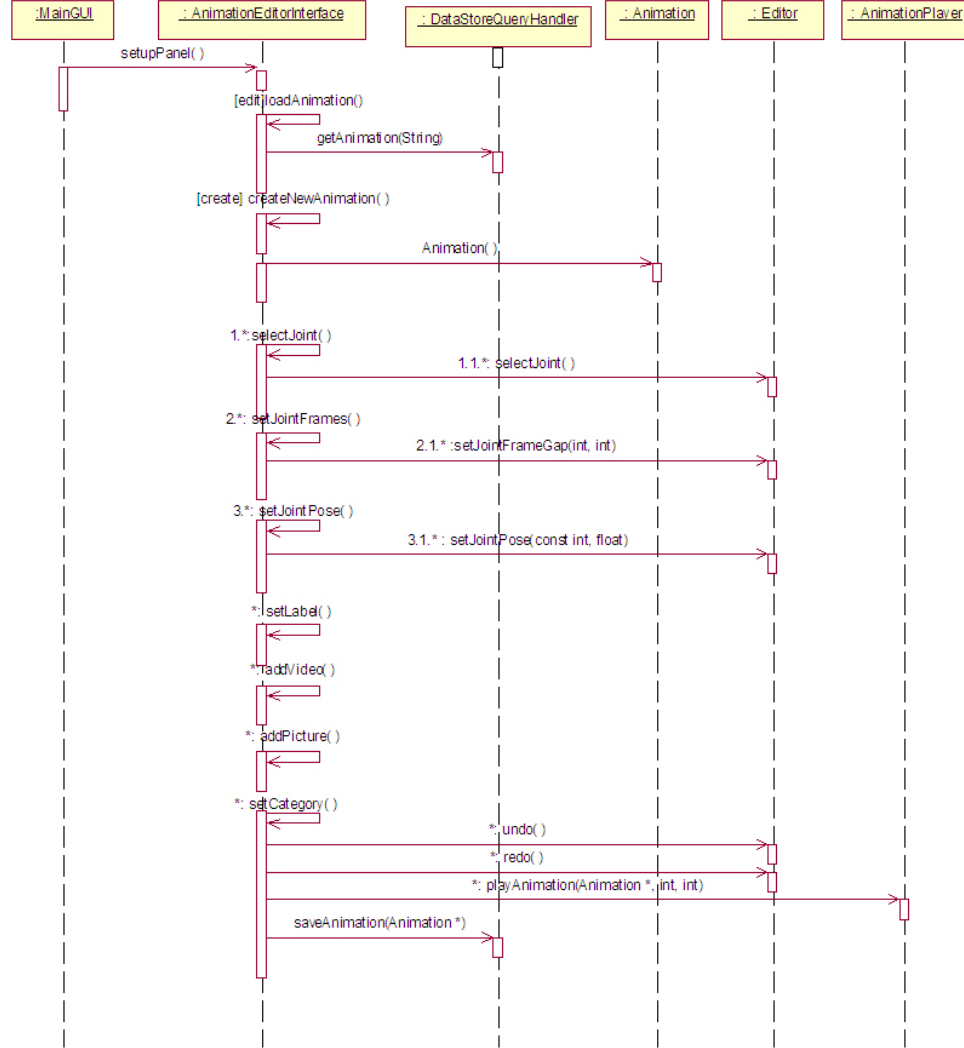 :MainGUI
: AnimationEditorInterface
: DataStoreQueryHandler
: Animation
: Editor
: AnimationPlayer
setupPanel( )
[edit]loadAnimation()
getAnimation(String)
[create] createNewAnimation( )
Animation( )
1.*:selectJoint( )
1.1.*: selectJoint( )
2.*: setJointFrames( )
2.1.* :setJointFrameGap(int, int)
3.*: setJointPose( )
3.1.* : setJointPose(const int, float)
*: setLabel( )
*: addVideo( )
*: addPicture( )
*: setCategory( )
*: undo( )
*: redo( )
*: playAnimation(Animation *, int, int)
saveAnimation(Animation *)